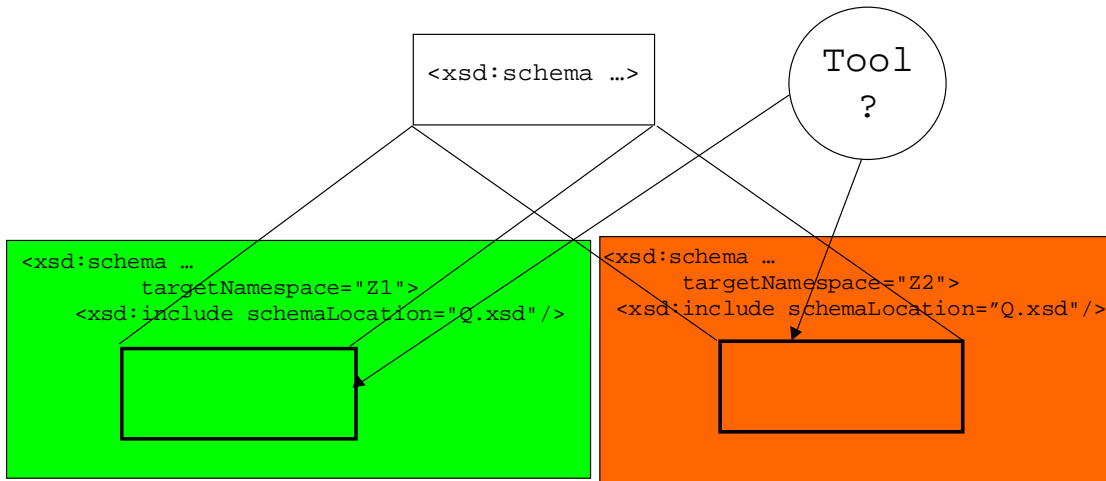 <xsd:schema …>
Tool
?
<xsd:schema …
targetNamespace="Z1">
<xsd:include schemaLocation="Q.xsd"/>
<xsd:schema …
targetNamespace="Z2">
<xsd:include schemaLocation=”Q.xsd"/>